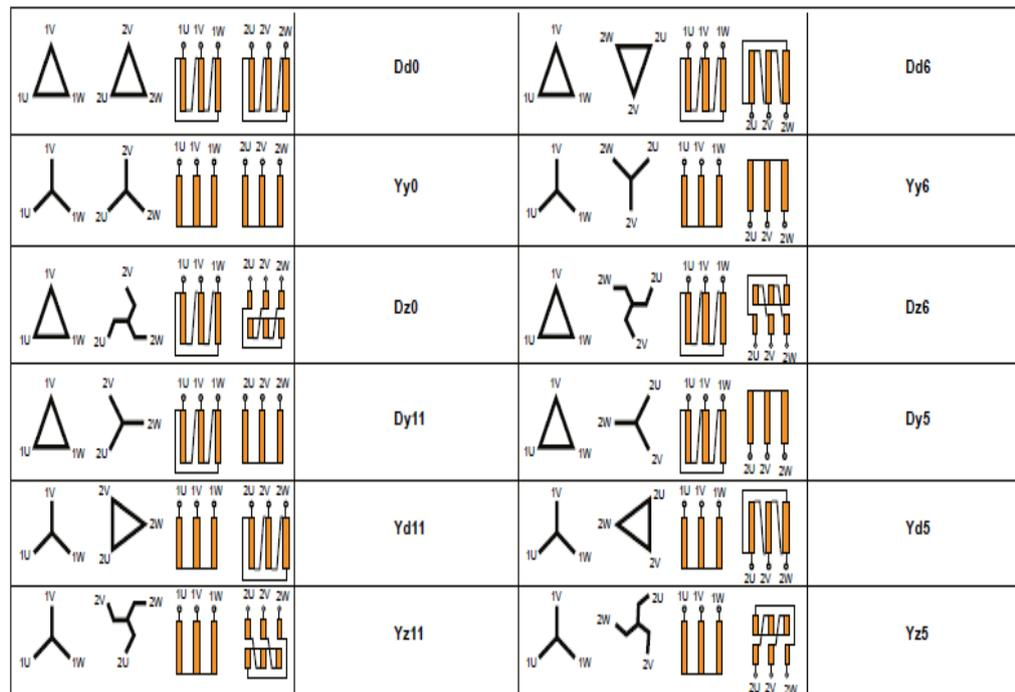 1V 2V 1U 1V 1W 2U 2V 2W
1U 1W 2U 2W
Dd0
2W 2U 1U 1V 1W
1V
1U 1W 2V 2U 2V 2W
Dd6
1V 2V 1U 1V 1W 2U 2V 2W
1U 1W 2U 2W
Yy0
1V 2W 2U 1U 1V 1W
1U 1W 2V 2U 2V 2W
Yy6
1V 2V 1U 1V 1W 2U 2V 2W
1U 1W 2U 2W
Dz0
1V 2W 2U 1U 1V 1W
1U 1W 2V 2U 2V 2W
Dz6
1V 2V 1U 1V 1W 2U 2V 2W
2W
1U 1W 2U
Dy11
1V 2U 1U 1V 1W
2W
1U 1W 2V 2U 2V 2W
Dy5
1V 2V 1U 1V 1W 2U 2V 2W
2W
1U 1W 2U
Yd11
1V 2U 1U 1V 1W
2W
1U 1W 2V 2U 2V 2W
Yd5
1V 2V 2W 1U 1V 1W 2U 2V 2W
1U 1W 2U
Yz11
1V 2U 1U 1V 1W
2W
1U 1W 2V 2U 2V 2W
Yz5